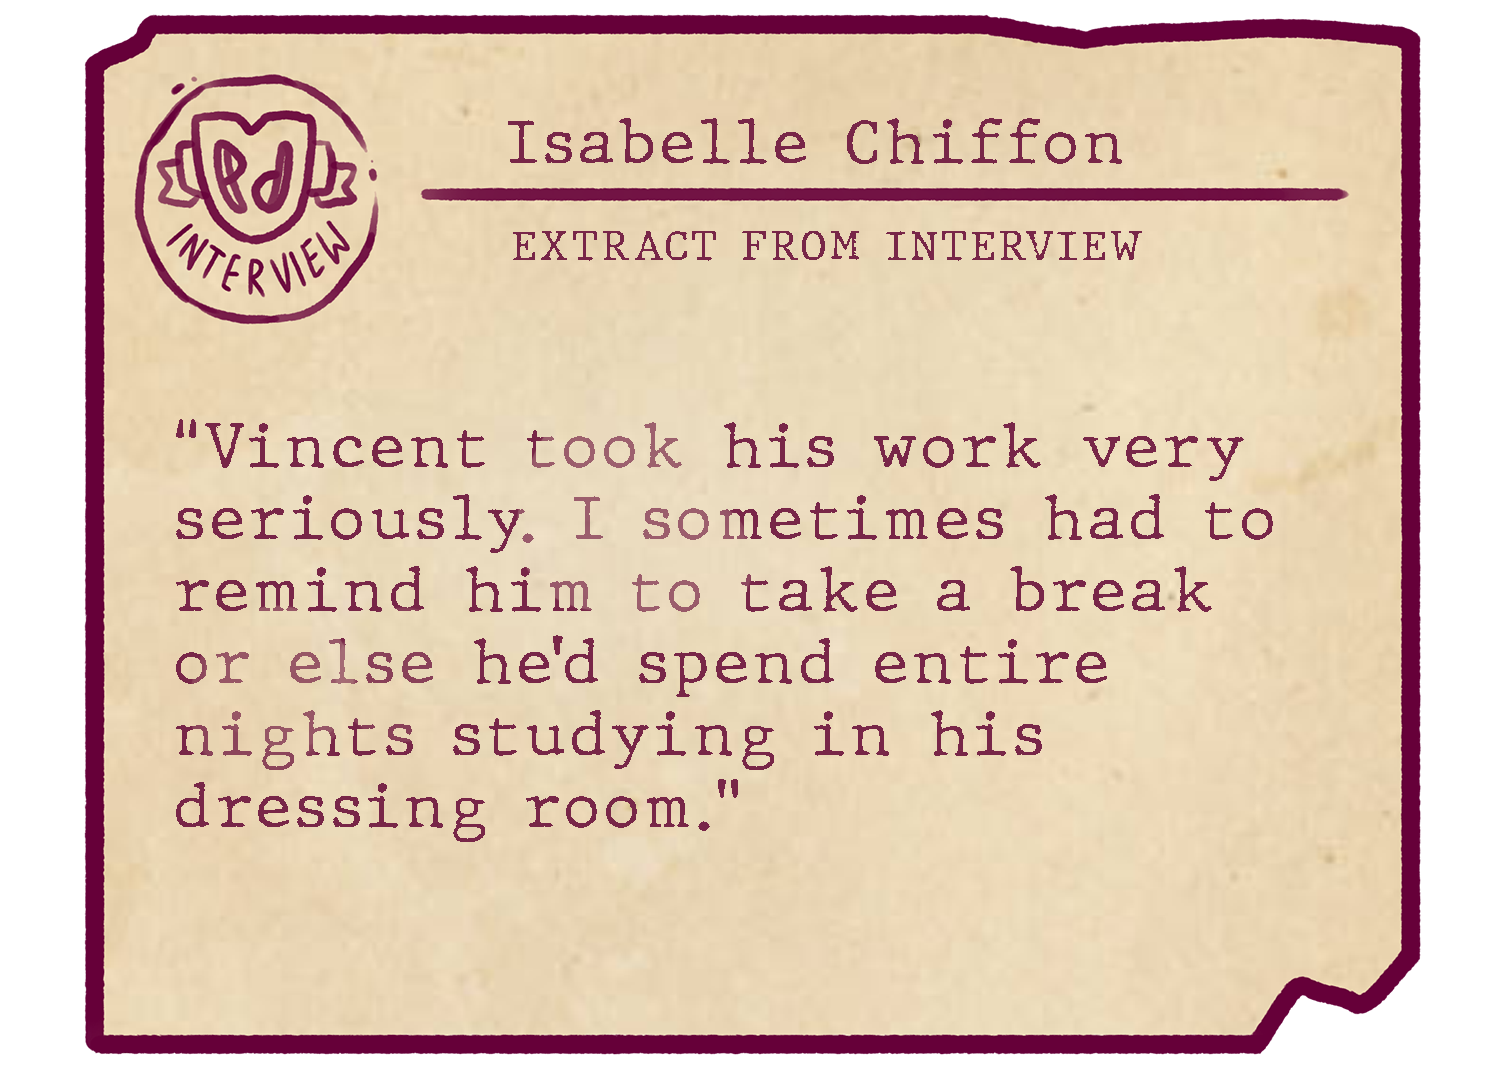 Pd
INTERVIEW
Isabelle Chiffon
EXTRACT FROM INTERVIEW
“Vincent took his work very
seriously. I sometimes had to
remind him to take a break
or else he'd spend entire
nights studying in his
dressing room."